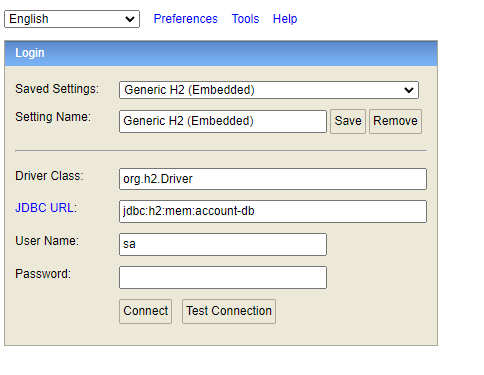 English Preferences Tools Help
Login
Saved Settings: Generic H2 (Embedded)
Setting Name: Generic H2 (Embedded) Save Remove
Driver Class: org.h2.Driver
JDBC URL: jdbc:h2:mem:account-db
User Name: sa
Password:
Connect Test Connection